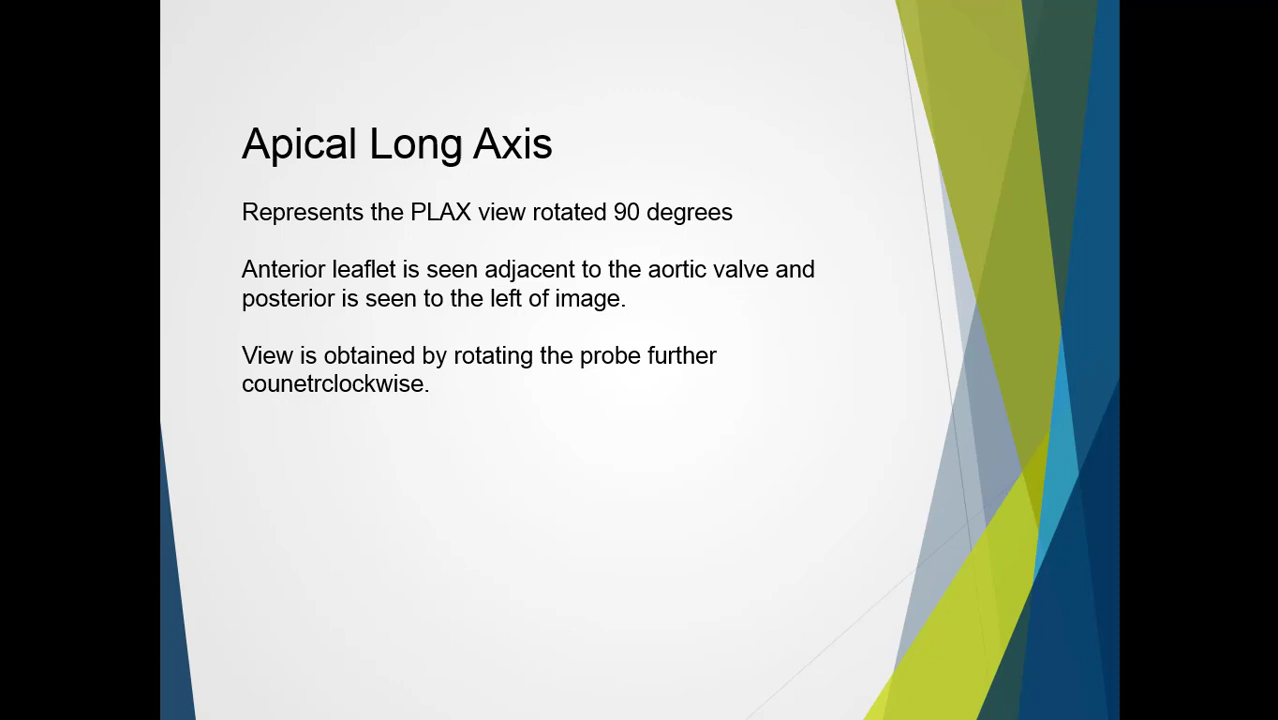 Apical Long Axis
Represents the PLAX view rotated 90 degrees
Anterior leaflet is seen adjacent to the aortic valve and
posterior is seen to the left of image.
View is obtained by rotating the probe further
counetrclockwise.